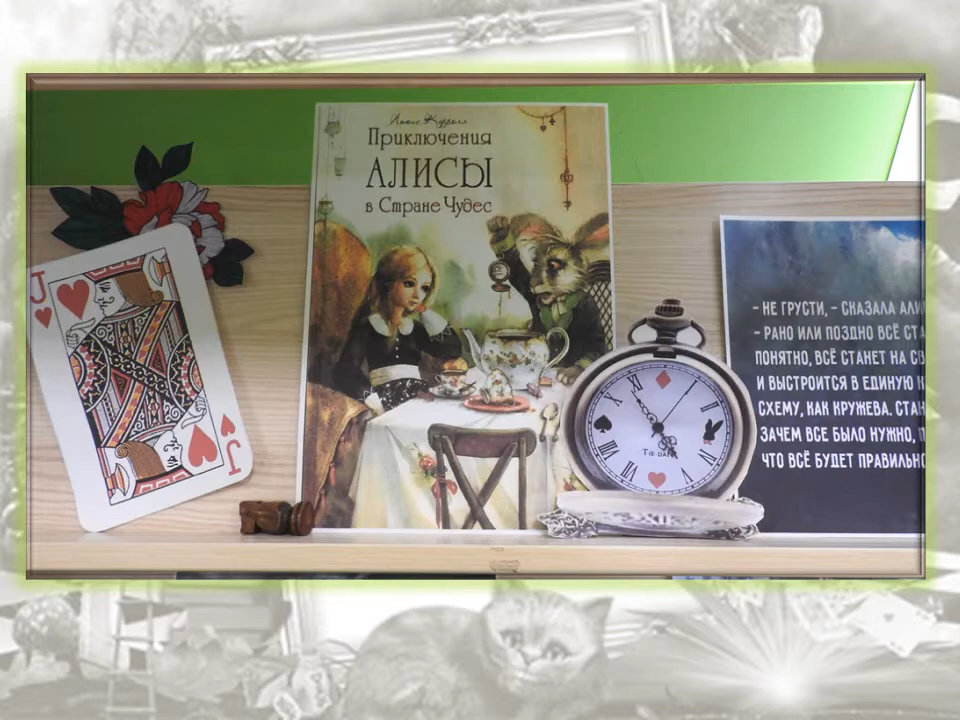 Льюис Кэрролл
Приключения
АЛИСЫ
в Стране Чудес
J
J
- НЕ ГРУСТИ, - СКАЗАЛА
- РАНО ИЛИ ПОЗДНО ВСЁ
ПОНЯТНО, ВСЁ СТАНЕТ НА
И ВЫСТРОИТСЯ В ЕДИНУЮ
СХЕМУ, КАК КРУЖЕВА.
ЗАЧЕМ ВСЕ БЫЛО НУЖНО,
ЧТО ВСЁ БУДЕТ